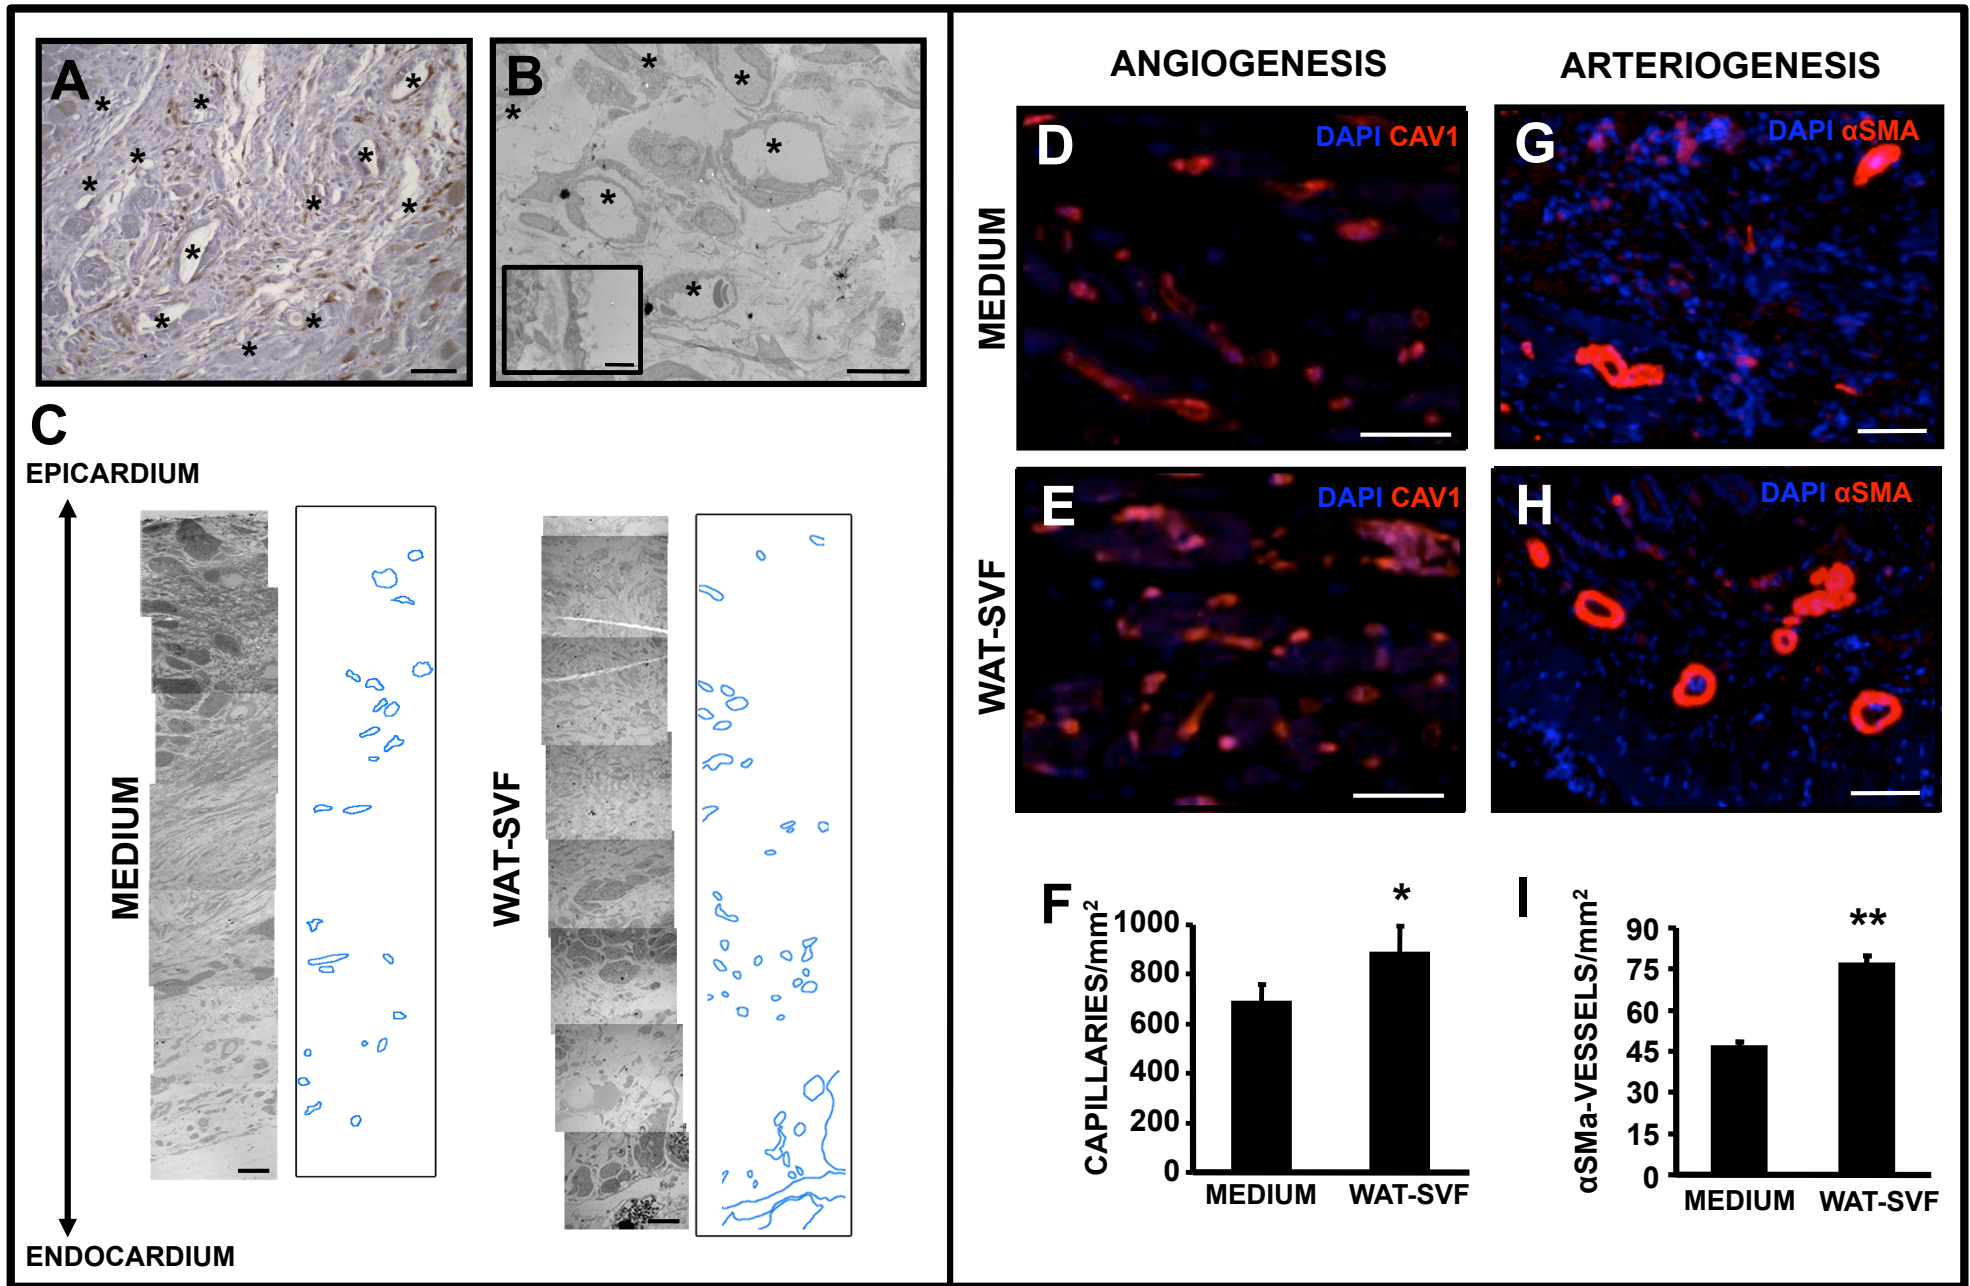 A
* * * * * * * * * * * *
B
* * * * * *
C
EPICARDIUM
MEDIUM
WAT-SVF
ENDOCARDIUM
ANGIOGENESIS
ARTERIOGENESIS
MEDIUM
D
DAPI CAV1
G
DAPI αSMA
WAT-SVF
E
DAPI CAV1
H
DAPI αSMA
F
CAPILLARIES/mm²
1000
800
600
400
200
0
*
MEDIUM WAT-SVF
I
αSMa-VESSELS/mm²
90
75
60
45
30
15
0
**
MEDIUM WAT-SVF